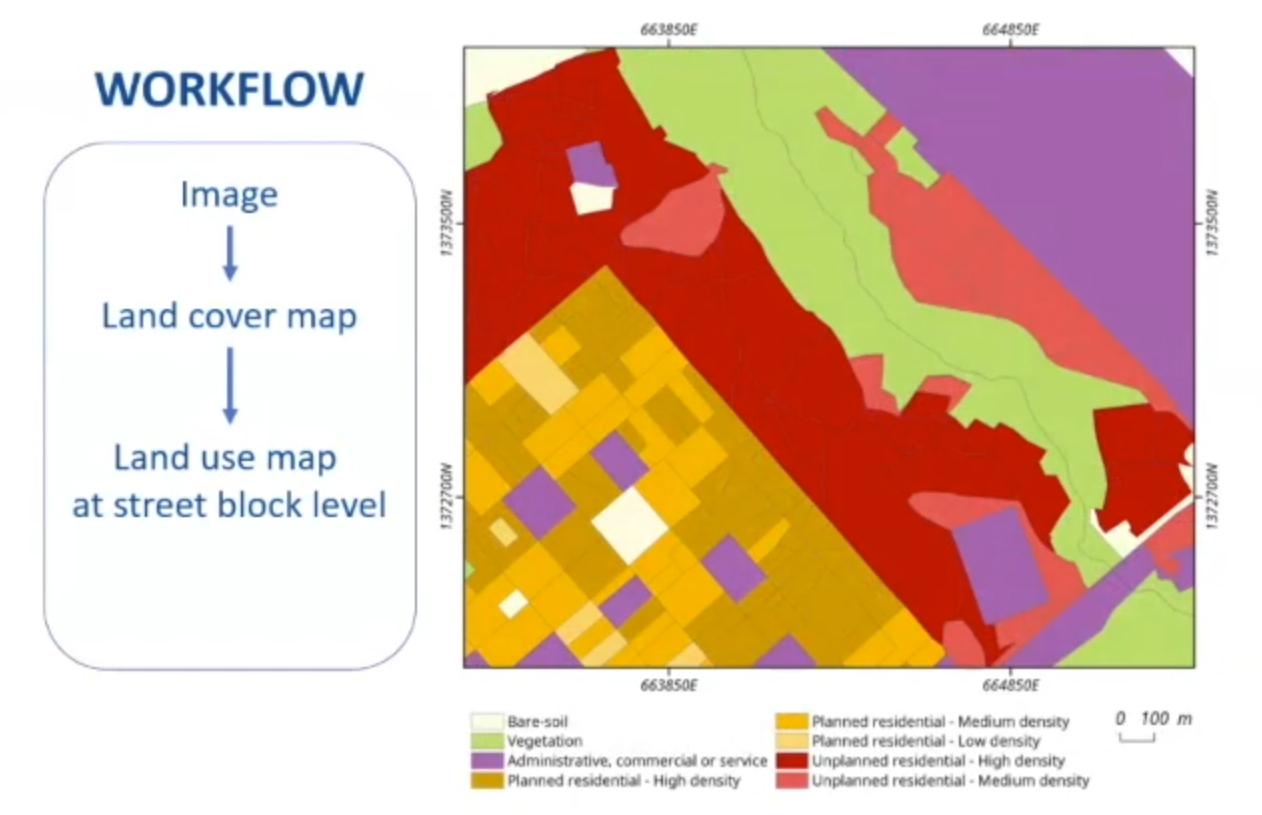 WORKFLOW
Image
Land cover map
Land use map
at street block level
663850E
664850E
1373500N
1373500N
1372700N
1372700N
663850E
664850E
Bare-soil
Vegetation
Administrative, commercial or service
Planned residential - High density
Planned residential - Medium density
Planned residential - Low density
Unplanned residential - High density
Unplanned residential - Medium density
0 100 m